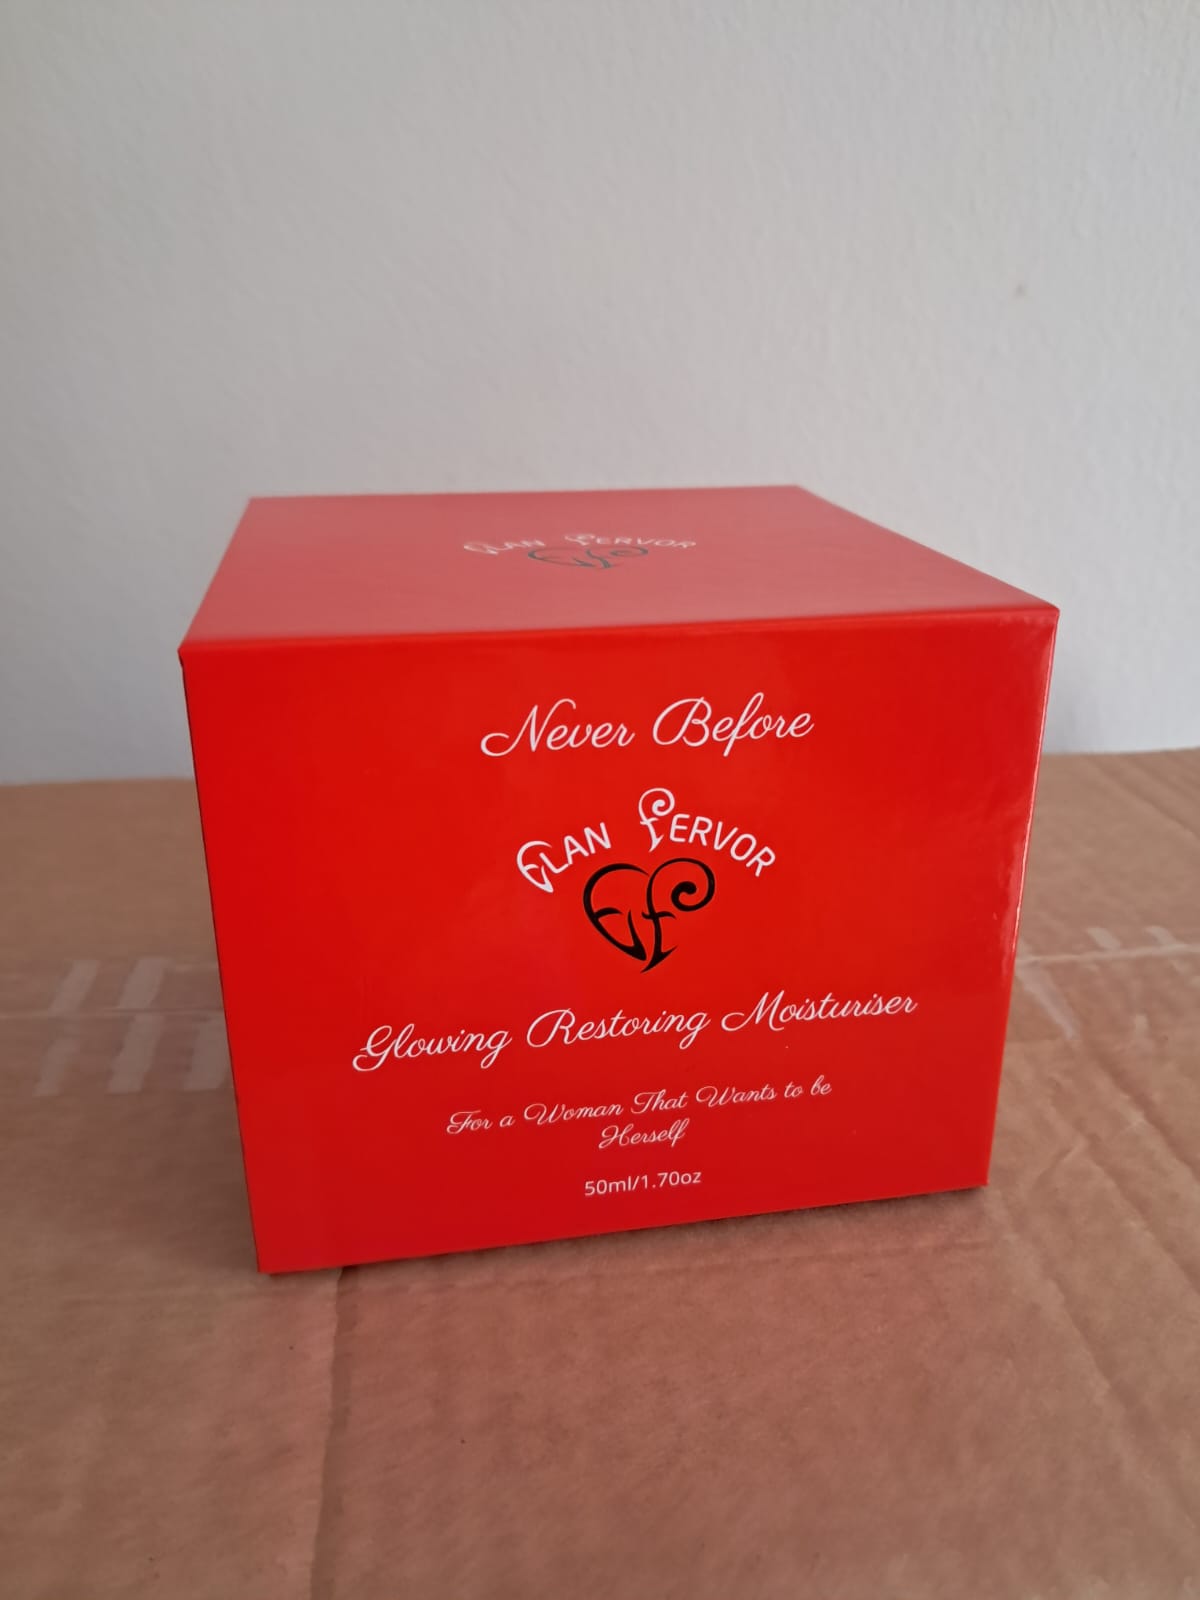 Elan Fervor
Never Before
Elan Fervor
Glowing Restoring Moisturiser
For a Woman That Wants to be
Herself
50ml/1.70oz